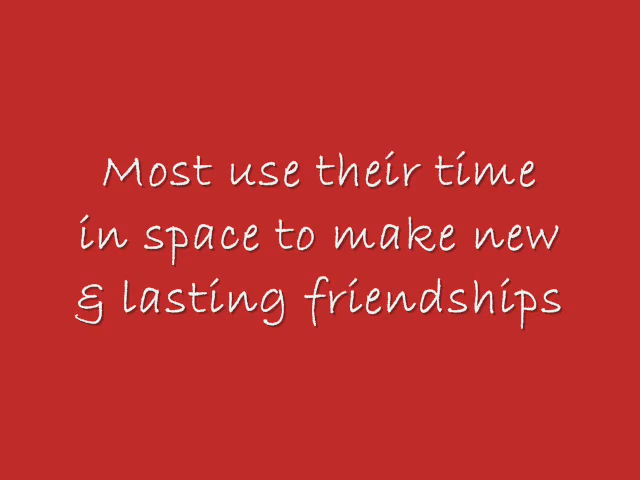 Most use their time
in space to make new
& lasting friendships